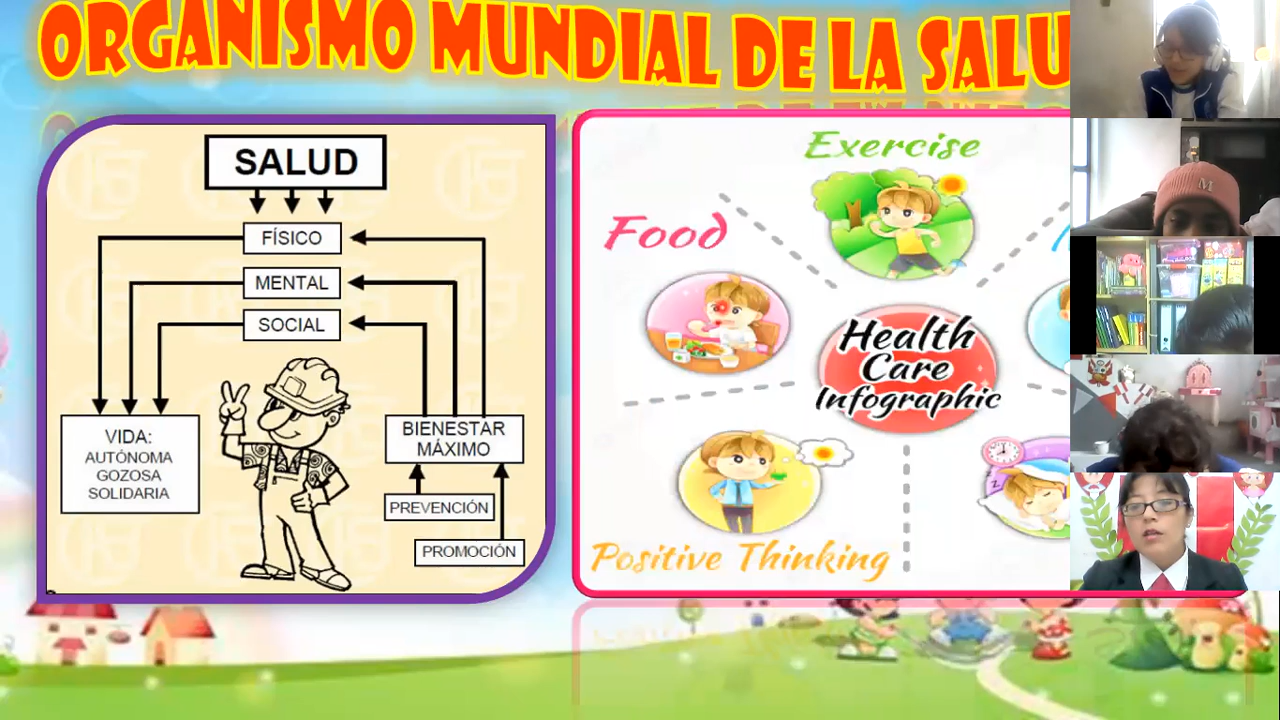 ORGANISMO MUNDIAL DE LA SALU
SALUD
FÍSICO
MENTAL
SOCIAL
VIDA:
AUTÓNOMA
GOZOSA
SOLIDARIA
BIENESTAR
MÁXIMO
PREVENCIÓN
PROMOCIÓN
Exercise
Food
Health
Care
Infographic
Positive Thinking
M